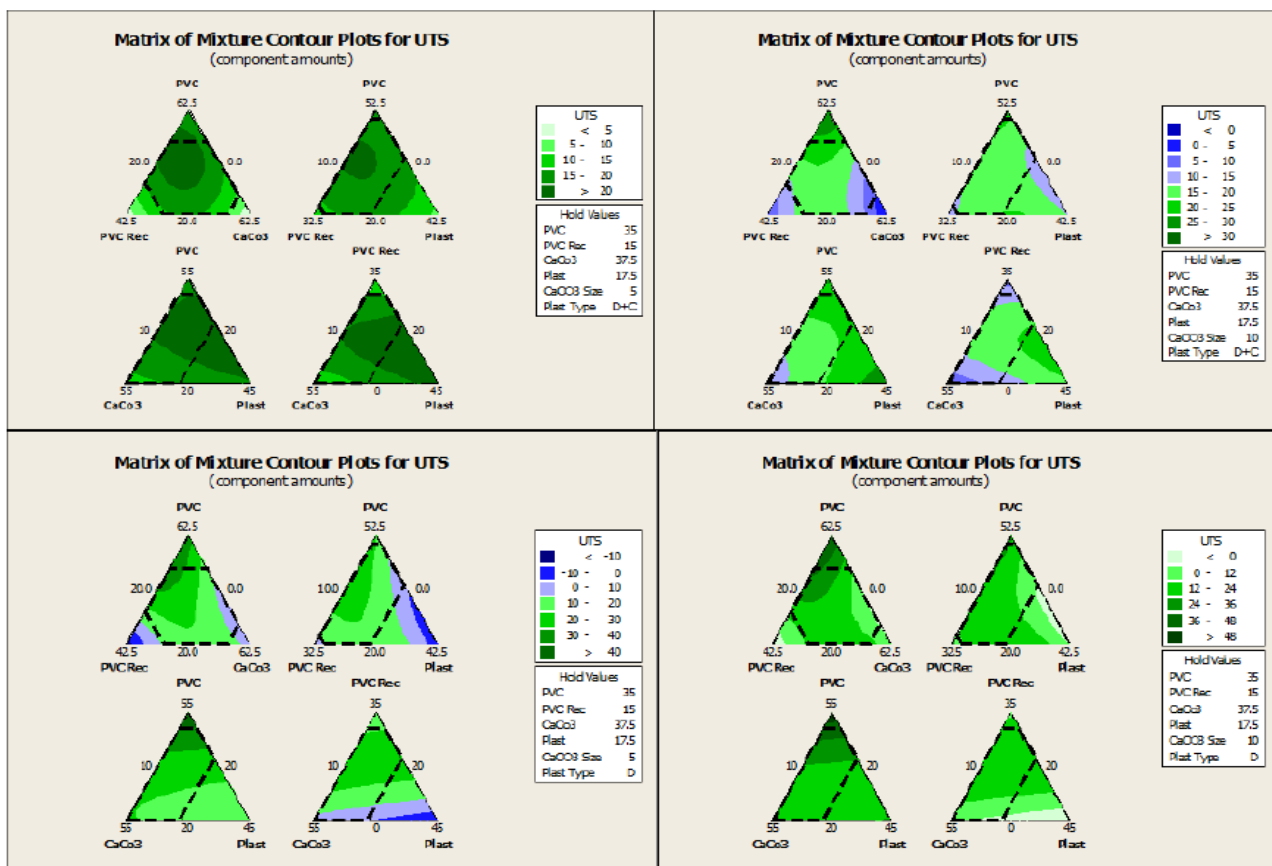 Matrix of Mixture Contour Plots for UTS
(component amounts)
PVC PVC
62.5 52.5
20.0 0.0 10.0 0.0
42.5 20.0 62.5 32.5 20.0 42.5
PVC Rec CaCo3 PVC Rec Plast
PVC PVC Rec
55 35
10 20 10 20
55 20 45 55 0 45
CaCo3 Plast CaCo3 Plast
UTS
< 5
5 - 10
10 - 15
15 - 20
> 20
Hold Values
PVC 35
PVC Rec 15
CaCo3 37.5
Plast 17.5
CaCO3 Size 5
Plast Type D+C
Matrix of Mixture Contour Plots for UTS
(component amounts)
PVC PVC
62.5 52.5
20.0 0.0 10.0 0.0
42.5 20.0 62.5 32.5 20.0 42.5
PVC Rec CaCo3 PVC Rec Plast
PVC PVC Rec
55 35
10 20 10 20
55 20 45 55 0 45
CaCo3 Plast CaCo3 Plast
UTS
< 0
0 - 5
5 - 10
10 - 15
15 - 20
20 - 25
25 - 30
> 30
Hold Values
PVC 35
PVC Rec 15
CaCo3 37.5
Plast 17.5
CaCO3 Size 10
Plast Type D+C
Matrix of Mixture Contour Plots for UTS
(component amounts)
PVC PVC
62.5 52.5
20.0 0.0 10.0 0.0
42.5 20.0 62.5 32.5 20.0 42.5
PVC Rec CaCo3 PVC Rec Plast
PVC PVC Rec
55 35
10 20 10 20
55 20 45 55 0 45
CaCo3 Plast CaCo3 Plast
UTS
< -10
-10 - 0
0 - 10
10 - 20
20 - 30
30 - 40
> 40
Hold Values
PVC 35
PVC Rec 15
CaCo3 37.5
Plast 17.5
CaCO3 Size 5
Plast Type D
Matrix of Mixture Contour Plots for UTS
(component amounts)
PVC PVC
62.5 52.5
20.0 0.0 10.0 0.0
42.5 20.0 62.5 32.5 20.0 42.5
PVC Rec CaCo3 PVC Rec Plast
PVC PVC Rec
55 35
10 20 10 20
55 20 45 55 0 45
CaCo3 Plast CaCo3 Plast
UTS
< 0
0 - 12
12 - 24
24 - 36
36 - 48
> 48
Hold Values
PVC 35
PVC Rec 15
CaCo3 37.5
Plast 17.5
CaCO3 Size 10
Plast Type D